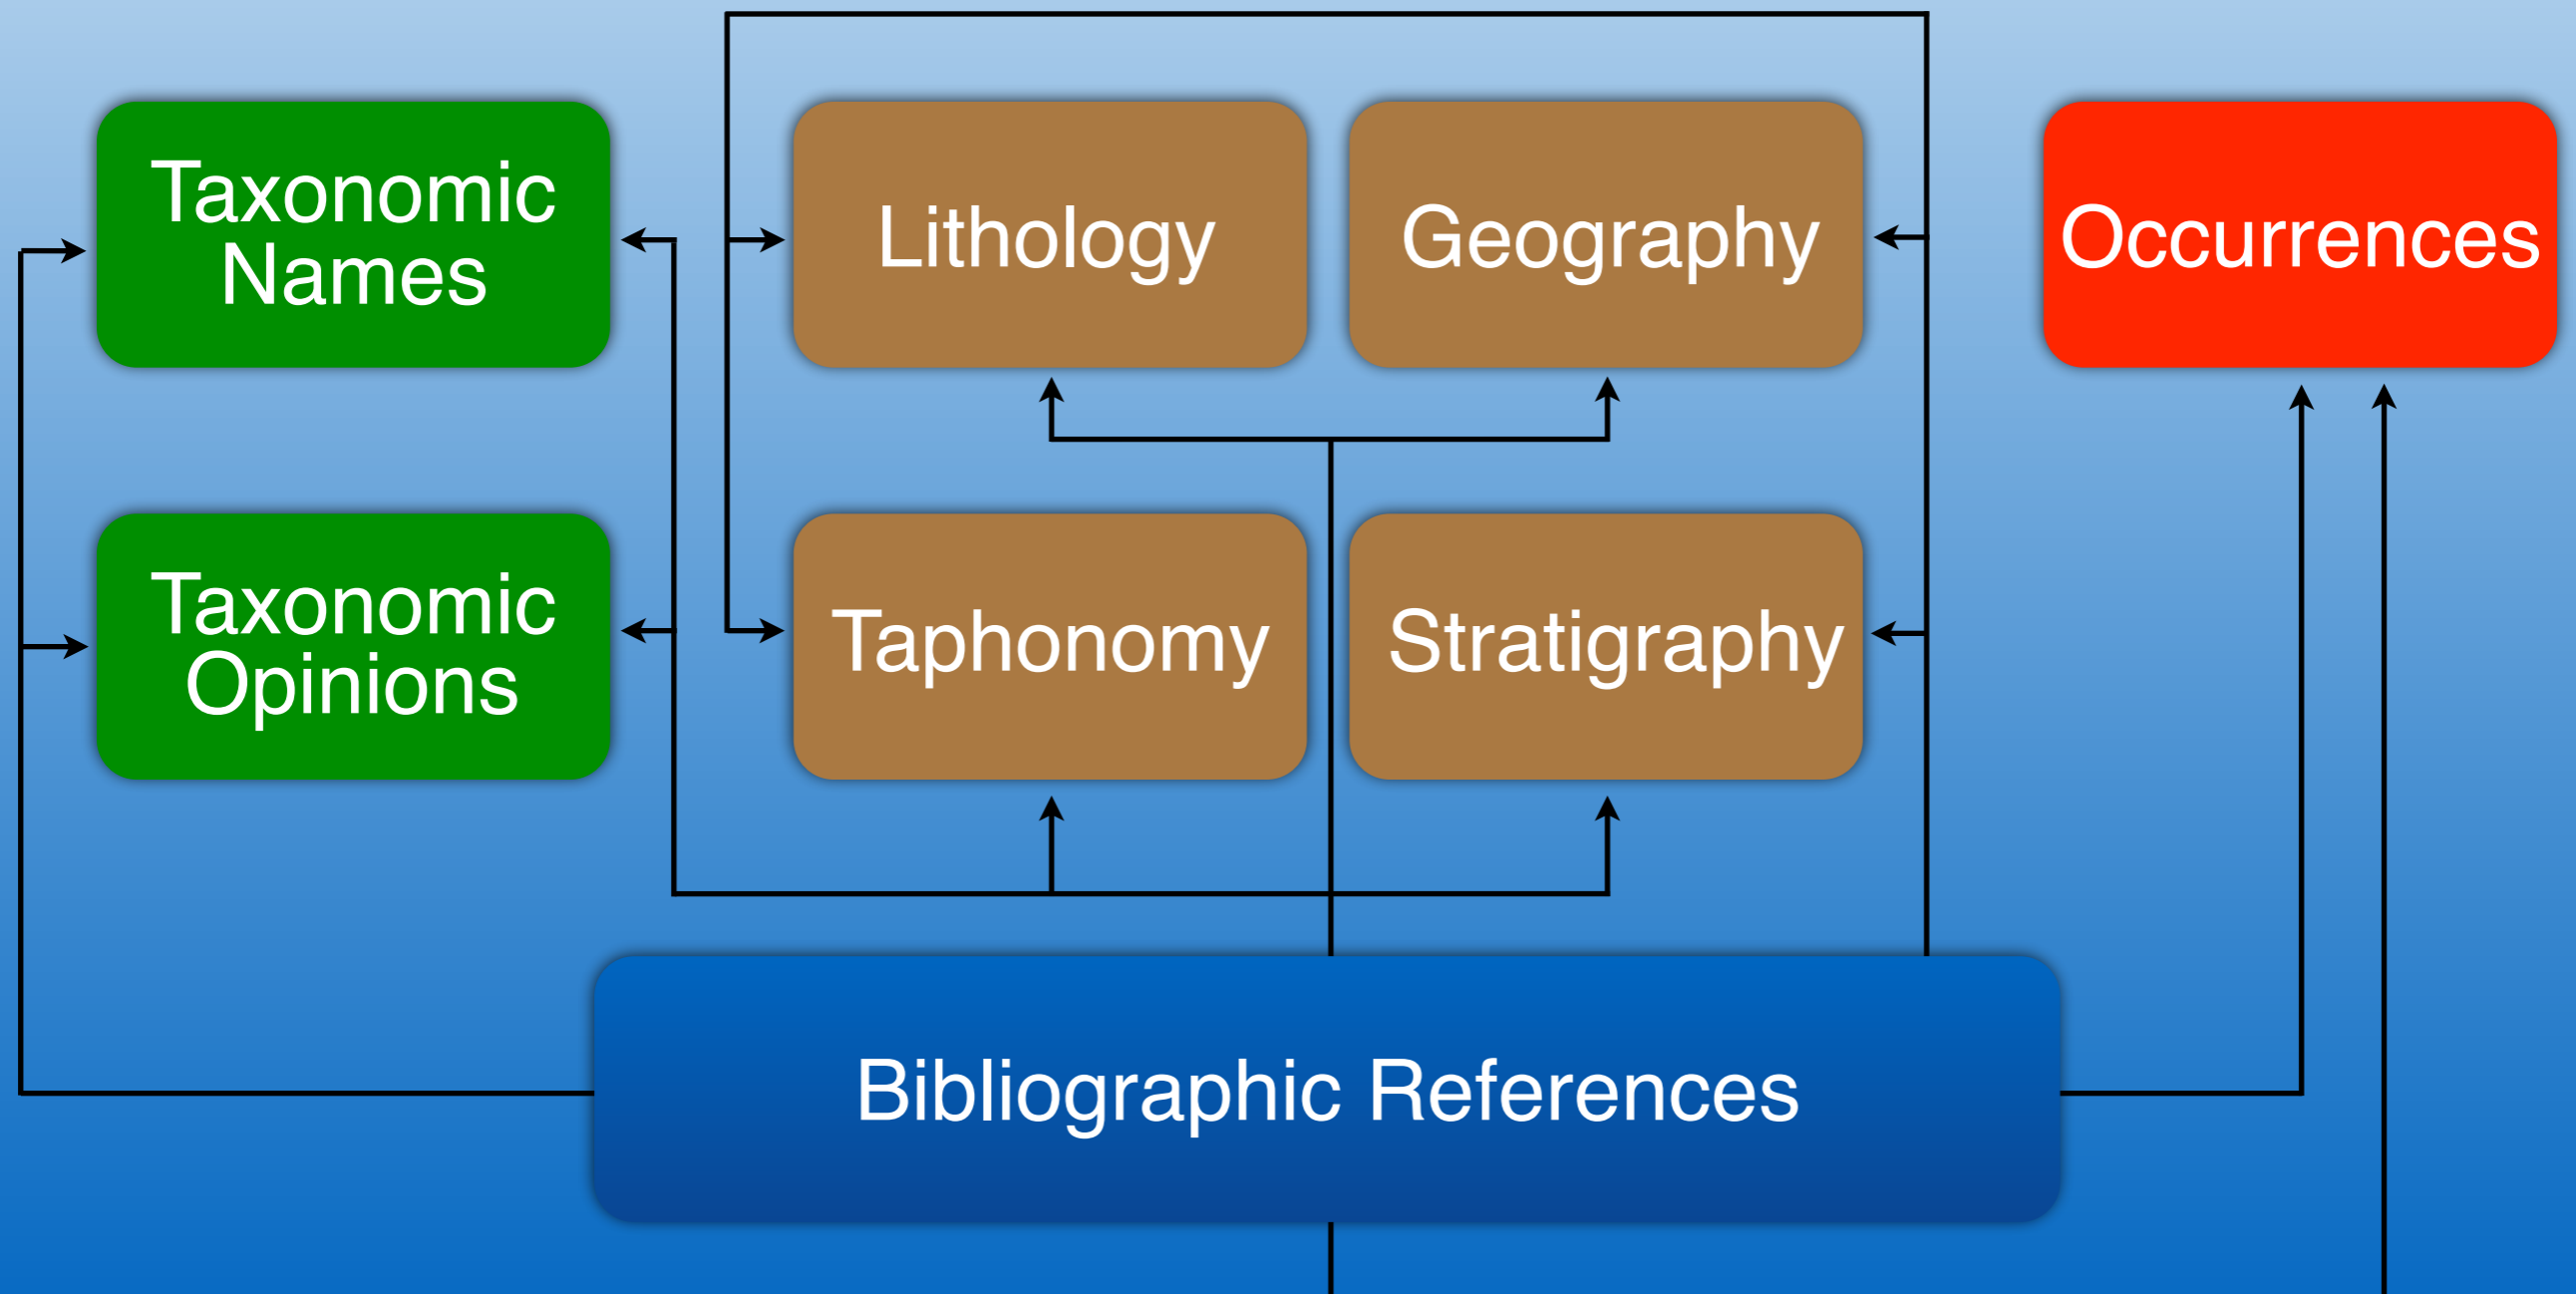 Taxonomic
Names
Lithology
Geography
Occurrences
Taxonomic
Opinions
Taphonomy
Stratigraphy
Bibliographic References